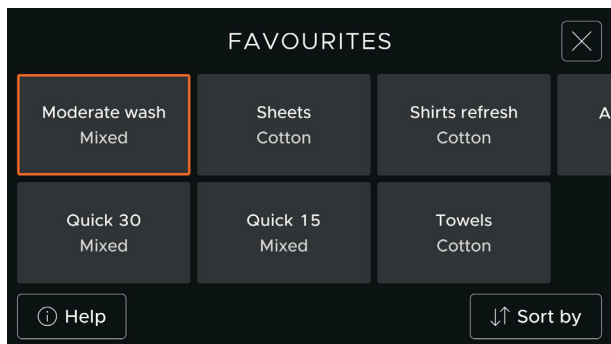 FAVOURITES
Moderate wash
Mixed
Sheets
Cotton
Shirts refresh
Cotton
Quick 30
Mixed
Quick 15
Mixed
Towels
Cotton
Help
Sort by